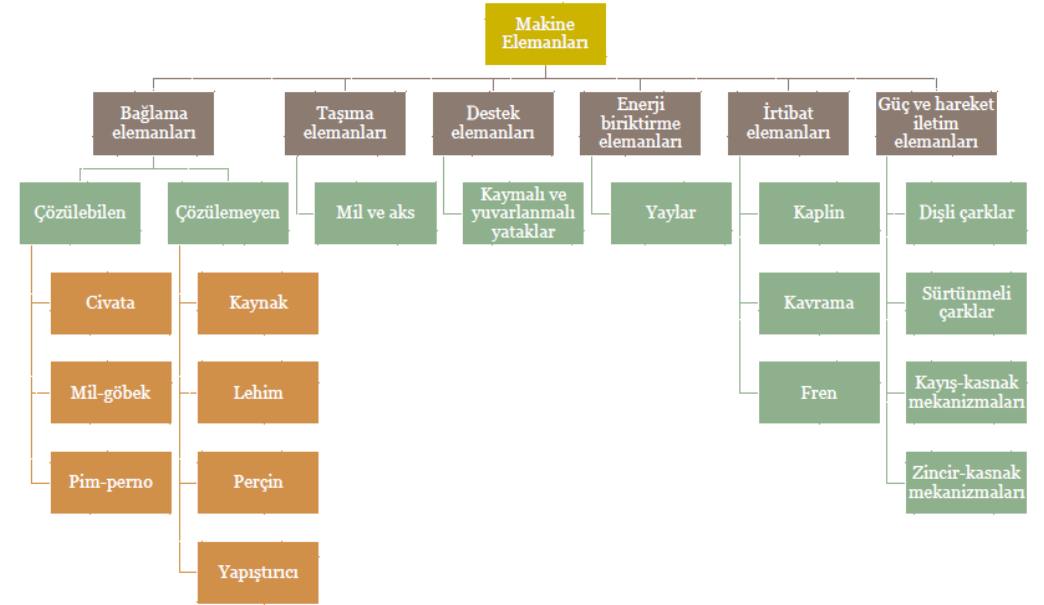 Makine
Elemanları
Bağlama
elemanları
Taşıma
elemanları
Destek
elemanları
Enerji
biriktirme
elemanları
İrtibat
elemanları
Güç ve hareket
iletim
elemanları
Çözülebilen
Çözülemeyen
Mil ve aks
Kaymalı ve
yuvarlanmalı
yataklar
Yaylar
Kaplin
Dişli çarklar
Civata
Kaynak
Kavrama
Sürtünmeli
çarklar
Mil-göbek
Lehim
Fren
Kayış-kasnak
mekanizmaları
Pim-perno
Perçin
Zincir-kasnak
mekanizmaları
Yapıştırıcı